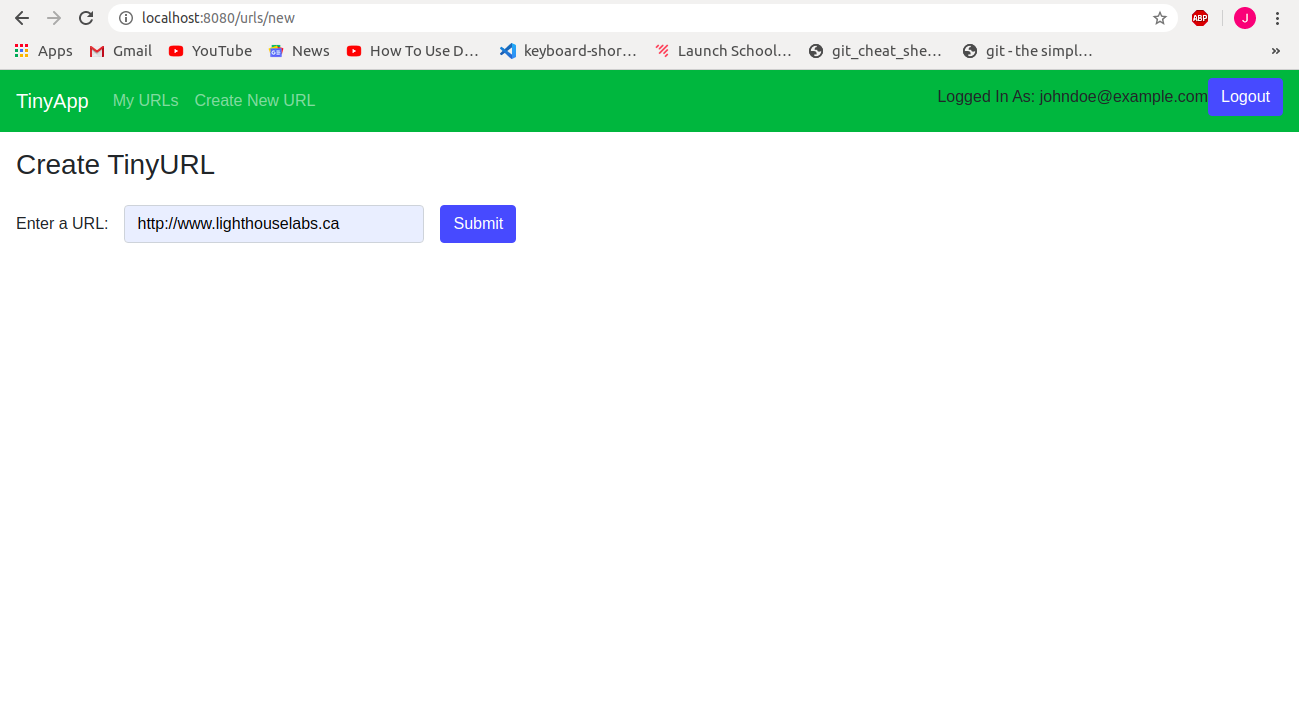 localhost:8080/urls/new ABP J
Apps Gmail YouTube News How To Use D... keyboard-shor... Launch School... git_cheat_she... git - the simpl... »
TinyApp My URLs Create New URL Logged In As: johndoe@example.com Logout
Create TinyURL
Enter a URL: http://www.lighthouselabs.ca Submit